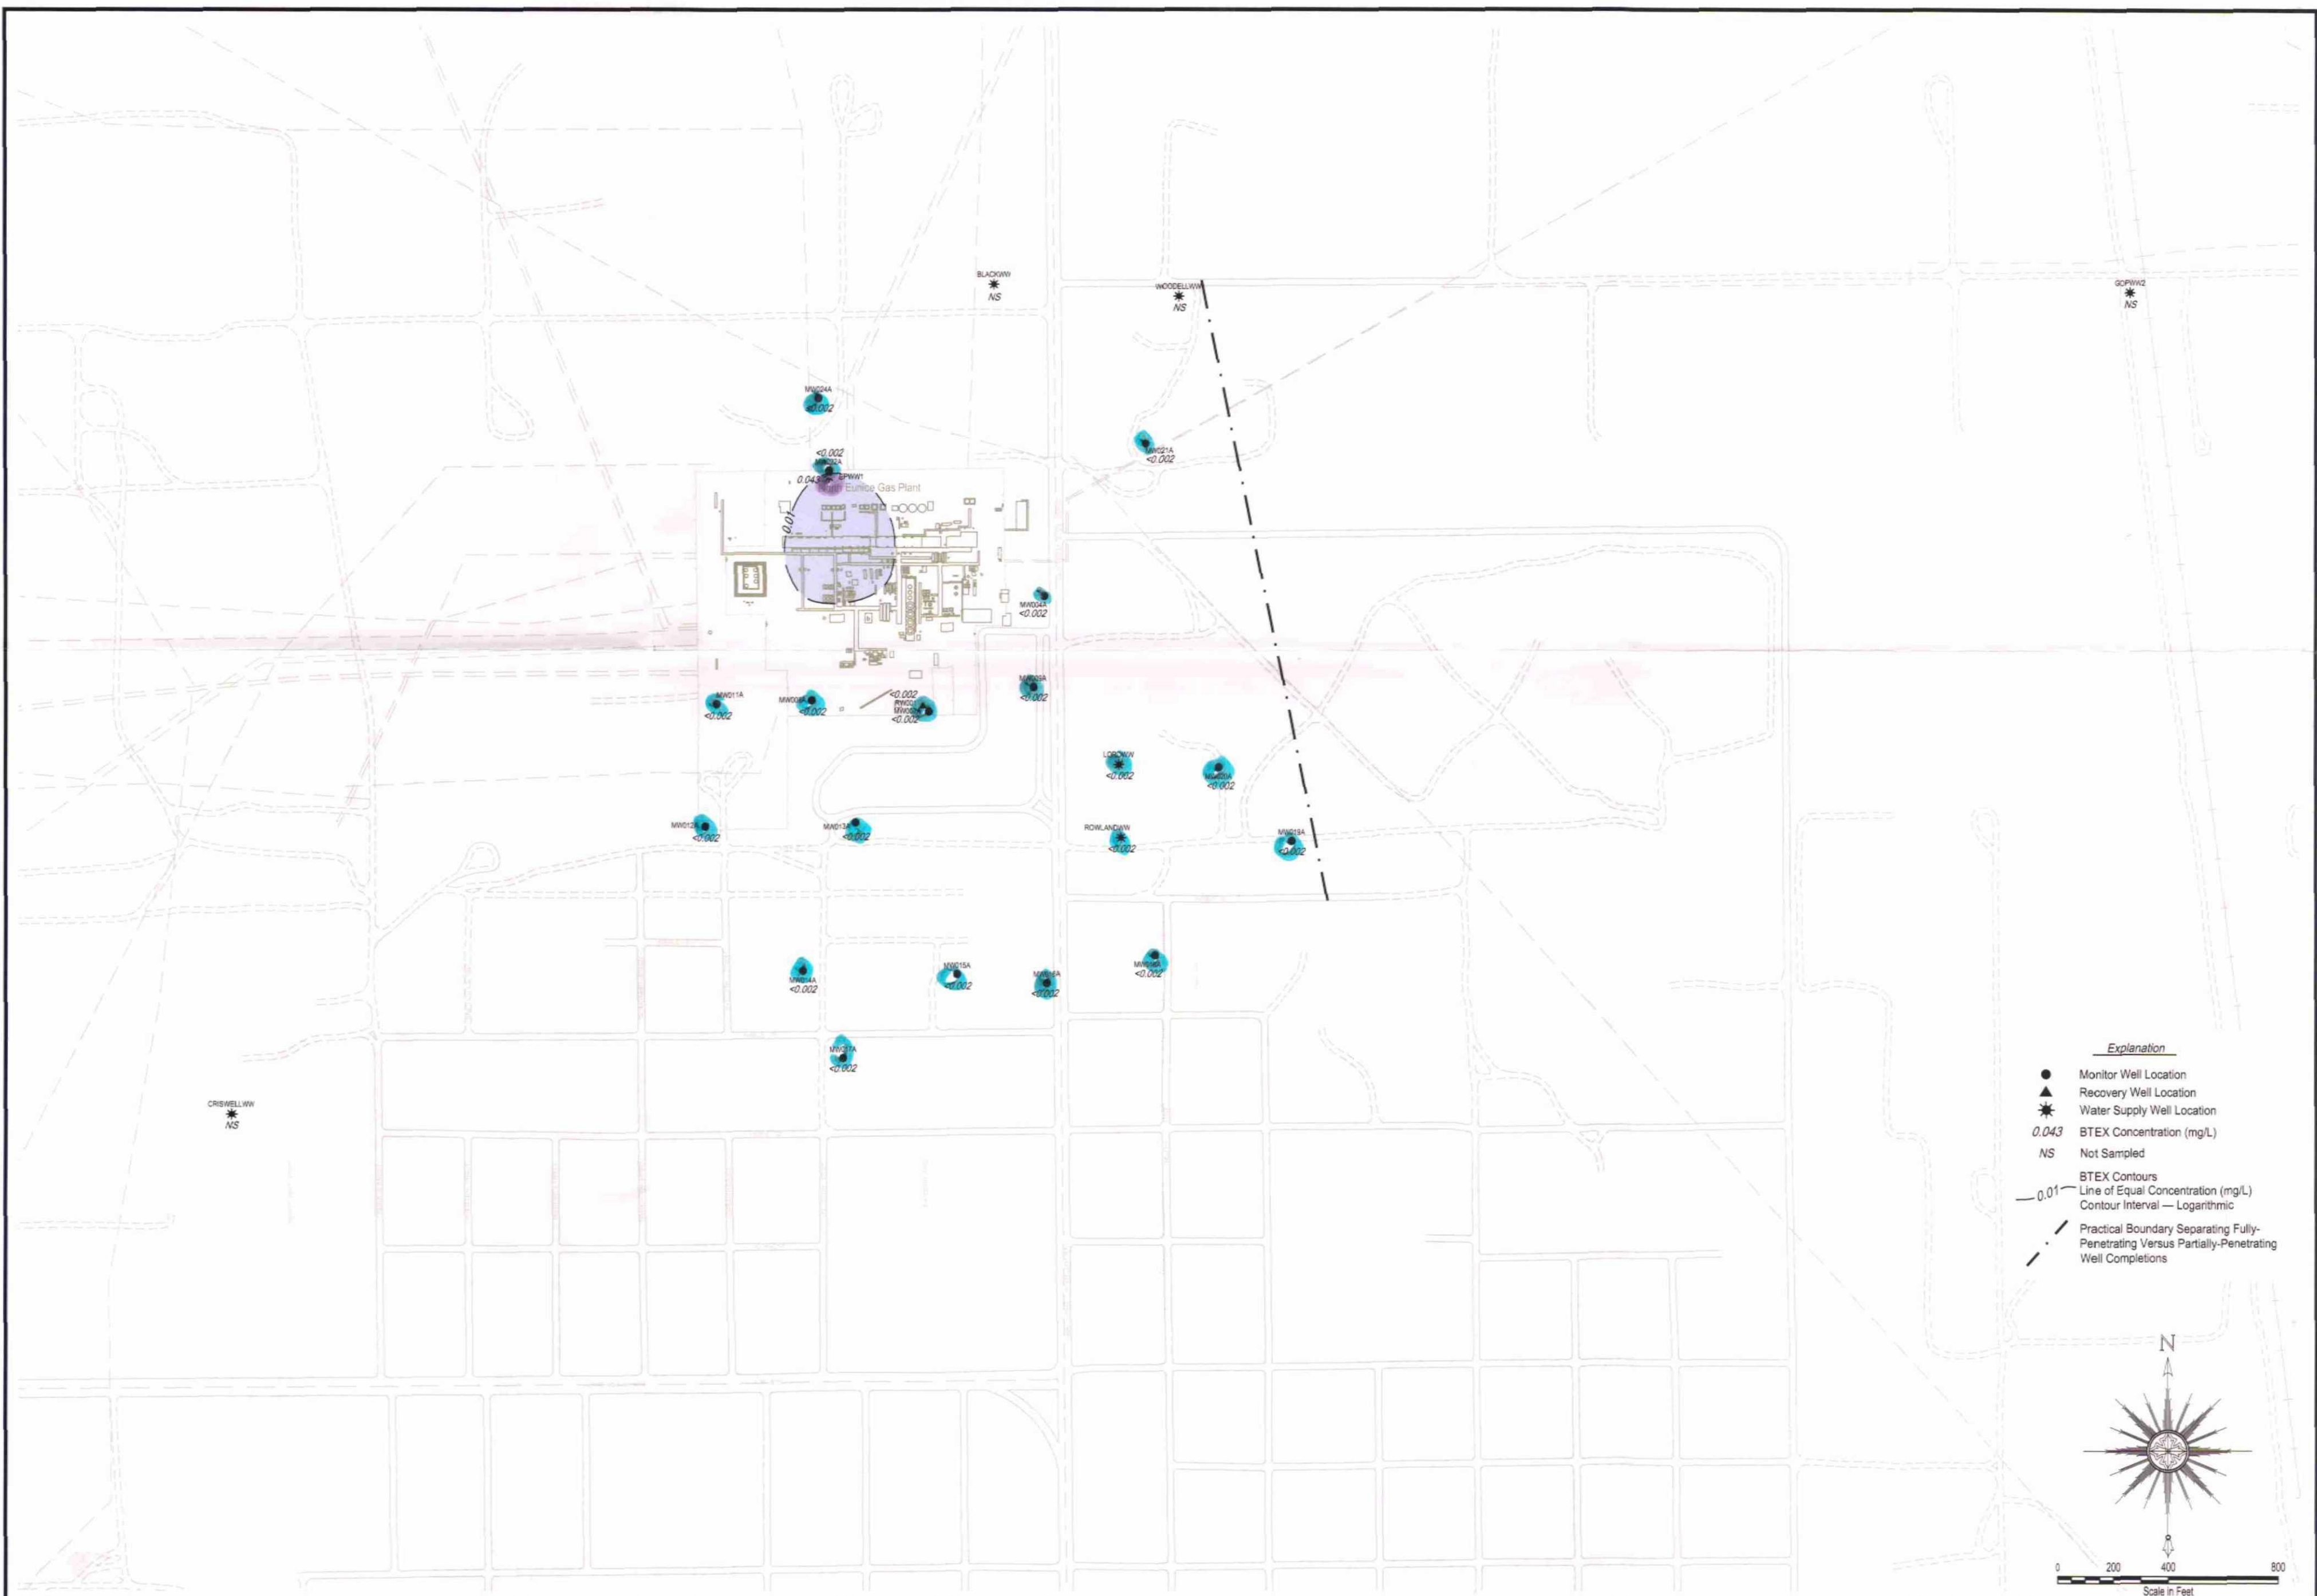 BLACKWW
NS
WOODELLWW
NS
GOPWW2
NS
MW024A
<0.002
MW021A
<0.002
<0.002
0.043
Eunice Gas Plant
0.01
MW004A
<0.002
MW009A
<0.002
MW011A
<0.002
<0.002
<0.002
<0.002
<0.002
MW020A
<0.002
MW012A
<0.002
MW013A
<0.002
ROWLANDWW
<0.002
MW019A
<0.002
MW014A
<0.002
MW015A
<0.002
<0.002
<0.002
MW017A
<0.002
CRISWELLWW
NS
Explanation
Monitor Well Location
Recovery Well Location
Water Supply Well Location
0.043 BTEX Concentration (mg/L)
NS Not Sampled
BTEX Contours
0.01 Line of Equal Concentration (mg/L)
Contour Interval — Logarithmic
Practical Boundary Separating Fully-
Penetrating Versus Partially-Penetrating
Well Completions
N
0 200 400 800
Scale in Feet